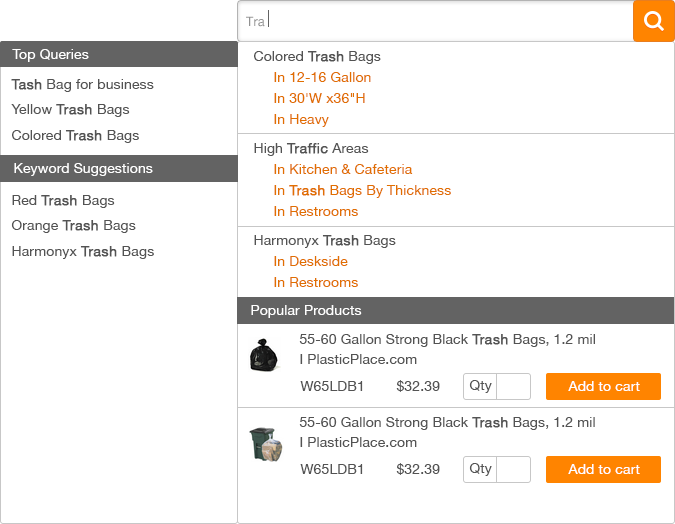 Tra
Top Queries
Tash Bag for business
Yellow Trash Bags
Colored Trash Bags
Keyword Suggestions
Red Trash Bags
Orange Trash Bags
Harmonyx Trash Bags
Colored Trash Bags
In 12-16 Gallon
In 30'W x36"H
In Heavy
High Traffic Areas
In Kitchen & Cafeteria
In Trash Bags By Thickness
In Restrooms
Harmonyx Trash Bags
In Deskside
In Restrooms
Popular Products
55-60 Gallon Strong Black Trash Bags, 1.2 mil
I PlasticPlace.com
W65LDB1 $32.39 Qty Add to cart
55-60 Gallon Strong Black Trash Bags, 1.2 mil
I PlasticPlace.com
W65LDB1 $32.39 Qty Add to cart